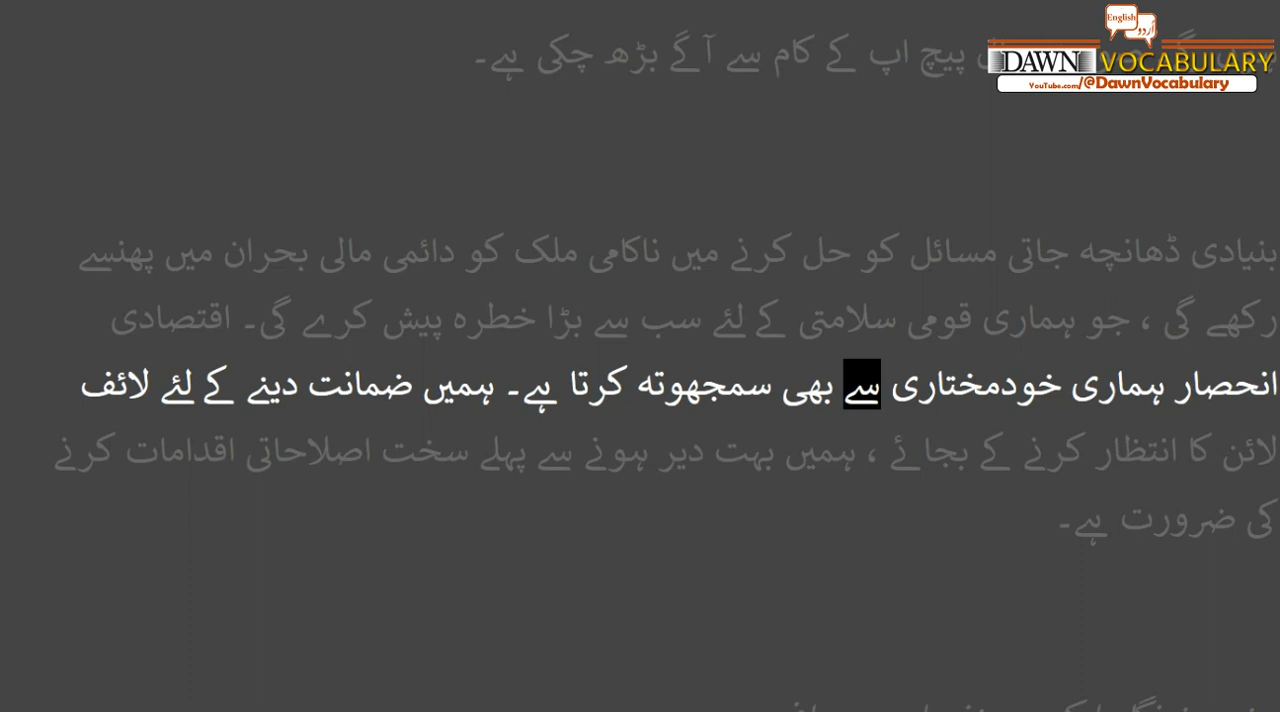 English
اُردو
پیچ اپ کے کام سے آگے بڑھ چکی ہے۔
DAWN VOCABULARY
YouTube.com/@DawnVocabulary
بنیادی ڈھانچہ جاتی مسائل کو حل کرنے میں ناکامی ملک کو دائمی مالی بحران میں پھنسے
رکھے گی ، جو ہماری قومی سلامتی کے لئے سب سے بڑا خطرہ پیش کرے گی۔ اقتصادی
انحصار ہماری خودمختاری سے بھی سمجھوتہ کرتا ہے۔ ہمیں ضمانت دینے کے لئے لائف
لائن کا انتظار کرنے کے بجائے ، ہمیں بہت دیر ہونے سے پہلے سخت اصلاحاتی اقدامات کرنے
کی ضرورت ہے۔